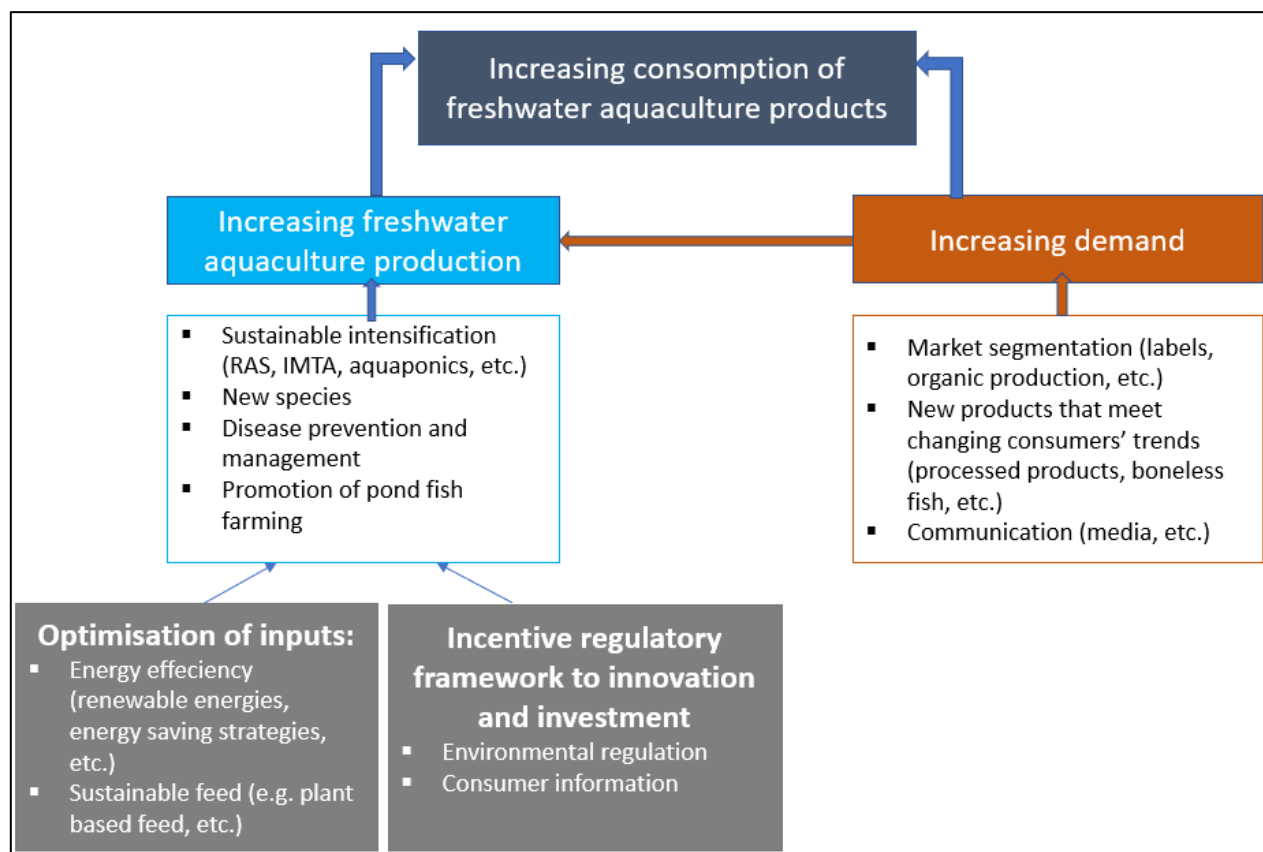 Increasing consomption of
freshwater aquaculture products
Increasing freshwater
aquaculture production
Increasing demand
▪ Sustainable intensification
(RAS, IMTA, aquaponics, etc.)
▪ New species
▪ Disease prevention and
management
▪ Promotion of pond fish
farming
▪ Market segmentation (labels,
organic production, etc.)
▪ New products that meet
changing consumers’ trends
(processed products, boneless
fish, etc.)
▪ Communication (media, etc.)
Optimisation of inputs:
▪ Energy effeciency
(renewable energies,
energy saving strategies,
etc.)
▪ Sustainable feed (e.g. plant
based feed, etc.)
Incentive regulatory
framework to innovation
and investment
▪ Environmental regulation
▪ Consumer information